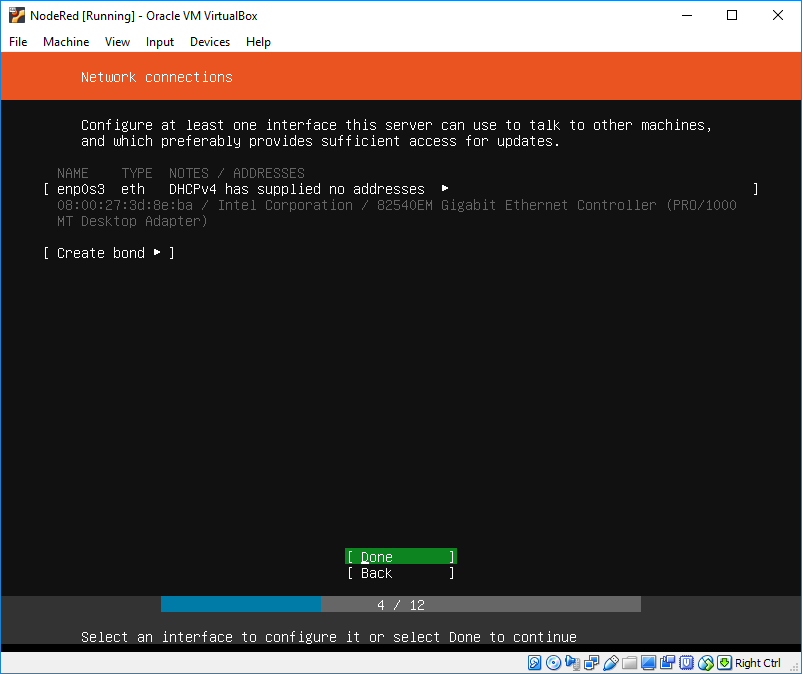 NodeRed [Running] - Oracle VM VirtualBox
File Machine View Input Devices Help
Network connections
Configure at least one interface this server can use to talk to other machines,
and which preferably provides sufficient access for updates.
NAME TYPE NOTES / ADDRESSES
[ enp0s3 eth DHCPv4 has supplied no addresses ▸ ]
08:00:27:3d:8e:ba / Intel Corporation / 82540EM Gigabit Ethernet Controller (PRO/1000
MT Desktop Adapter)
[ Create bond ▸ ]
[ Done ]
[ Back ]
4 / 12
Select an interface to configure it or select Done to continue
Right Ctrl